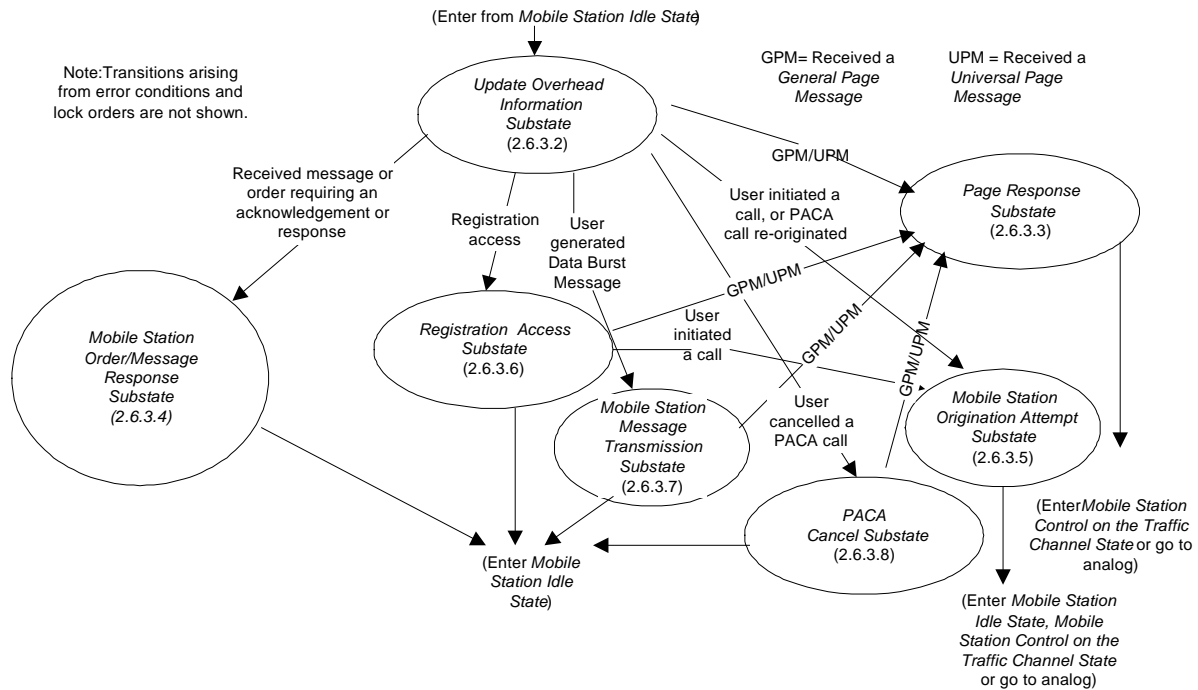 (Enter from Mobile Station Idle State)
Note:Transitions arising
from error conditions and
lock orders are not shown.
GPM= Received a
General Page
Message
UPM = Received a
Universal Page
Message
Update Overhead
Information
Substate
(2.6.3.2)
GPM/UPM
Received message or
order requiring an
acknowledgement or
response
Registration
access
User
generated
Data Burst
Message
User initiated a
call, or PACA
call re-originated
Page Response
Substate
(2.6.3.3)
GPM/UPM
User
initiated
a call
GPM/UPM
GPM/UPM
Mobile Station
Order/Message
Response
Substate
(2.6.3.4)
Registration Access
Substate
(2.6.3.6)
Mobile Station
Message
Transmission
Substate
(2.6.3.7)
User
cancelled a
PACA call
Mobile Station
Origination Attempt
Substate
(2.6.3.5)
PACA
Cancel Substate
(2.6.3.8)
(Enter Mobile
Station Idle
State)
(EnterMobile Station
Control on the Traffic
Channel State or go to
analog)
(Enter Mobile Station
Idle State, Mobile
Station Control on the
Traffic Channel State
or go to analog)